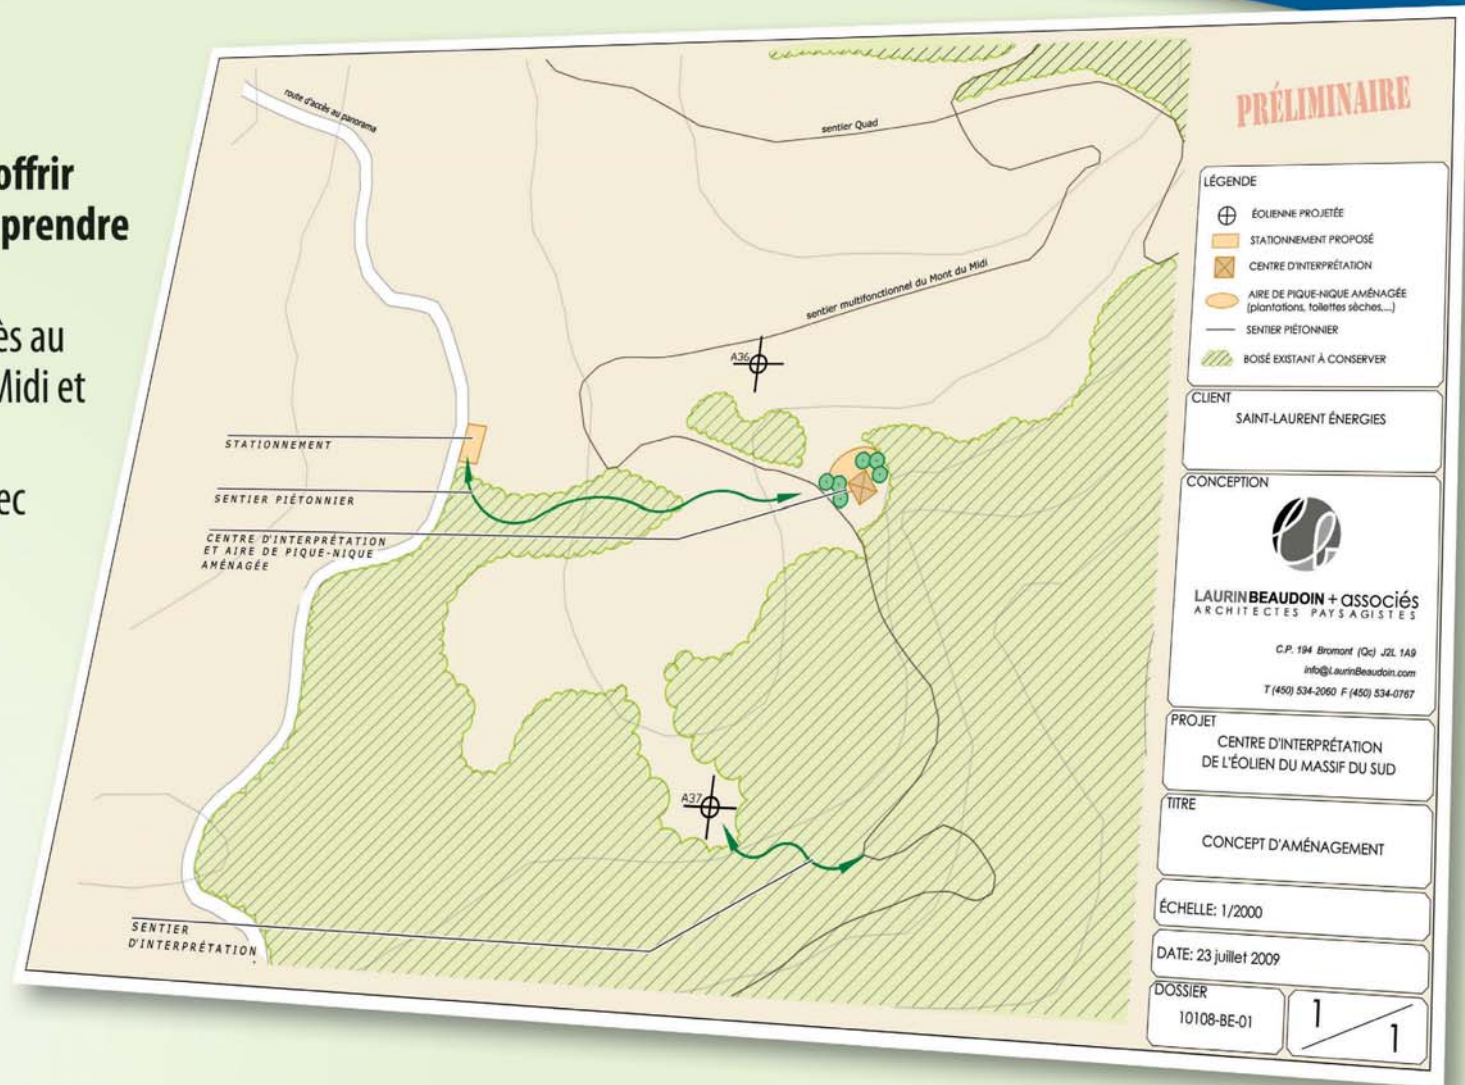 offrir
prendre
ès au
Midi et
ec
route d'accès au panorama
sentier Quad
sentier multifonctionnel du Mont du Midi
A36
STATIONNEMENT
SENTIER PIÉTONNIER
CENTRE D'INTERPRÉTATION
ET AIRE DE PIQUE-NIQUE
AMÉNAGÉE
A37
SENTIER
D'INTERPRÉTATION
PRÉLIMINAIRE
LÉGENDE
ÉOLIENNE PROJETÉE
STATIONNEMENT PROPOSÉ
CENTRE D'INTERPRÉTATION
AIRE DE PIQUE-NIQUE AMÉNAGÉE
(plantations, toilettes sèches,...)
SENTIER PIÉTONNIER
BOISÉ EXISTANT À CONSERVER
CLIENT
SAINT-LAURENT ÉNERGIES
CONCEPTION
LAURIN BEAUDOIN + associés
ARCHITECTES PAYSAGISTES
C.P. 194 Bromont (Qc) J2L 1A9
info@LaurinBeaudoin.com
T (450) 534-2060 F (450) 534-0767
PROJET
CENTRE D'INTERPRÉTATION
DE L'ÉOLIEN DU MASSIF DU SUD
TITRE
CONCEPT D'AMÉNAGEMENT
ÉCHELLE: 1/2000
DATE: 23 juillet 2009
DOSSIER
10108-BE-01
1/1